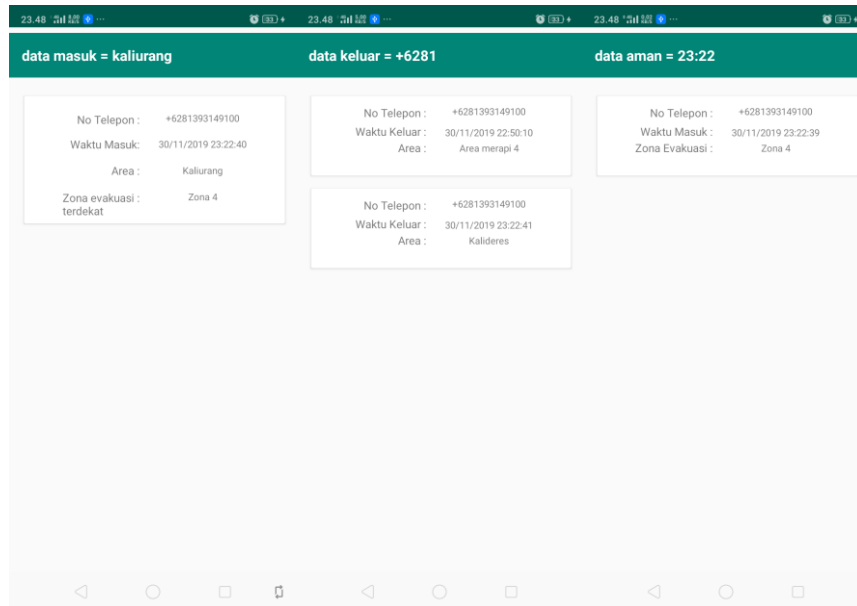 23.48
33
data masuk = kaliurang
No Telepon : +6281393149100
Waktu Masuk: 30/11/2019 23:22:40
Area : Kaliurang
Zona evakuasi : Zona 4
terdekat
23.48
33
data keluar = +6281
No Telepon : +6281393149100
Waktu Keluar : 30/11/2019 22:50:10
Area : Area merapi 4
No Telepon : +6281393149100
Waktu Keluar : 30/11/2019 23:22:41
Area : Kalideres
23.48
33
data aman = 23:22
No Telepon : +6281393149100
Waktu Masuk : 30/11/2019 23:22:39
Zona Evakuasi : Zona 4